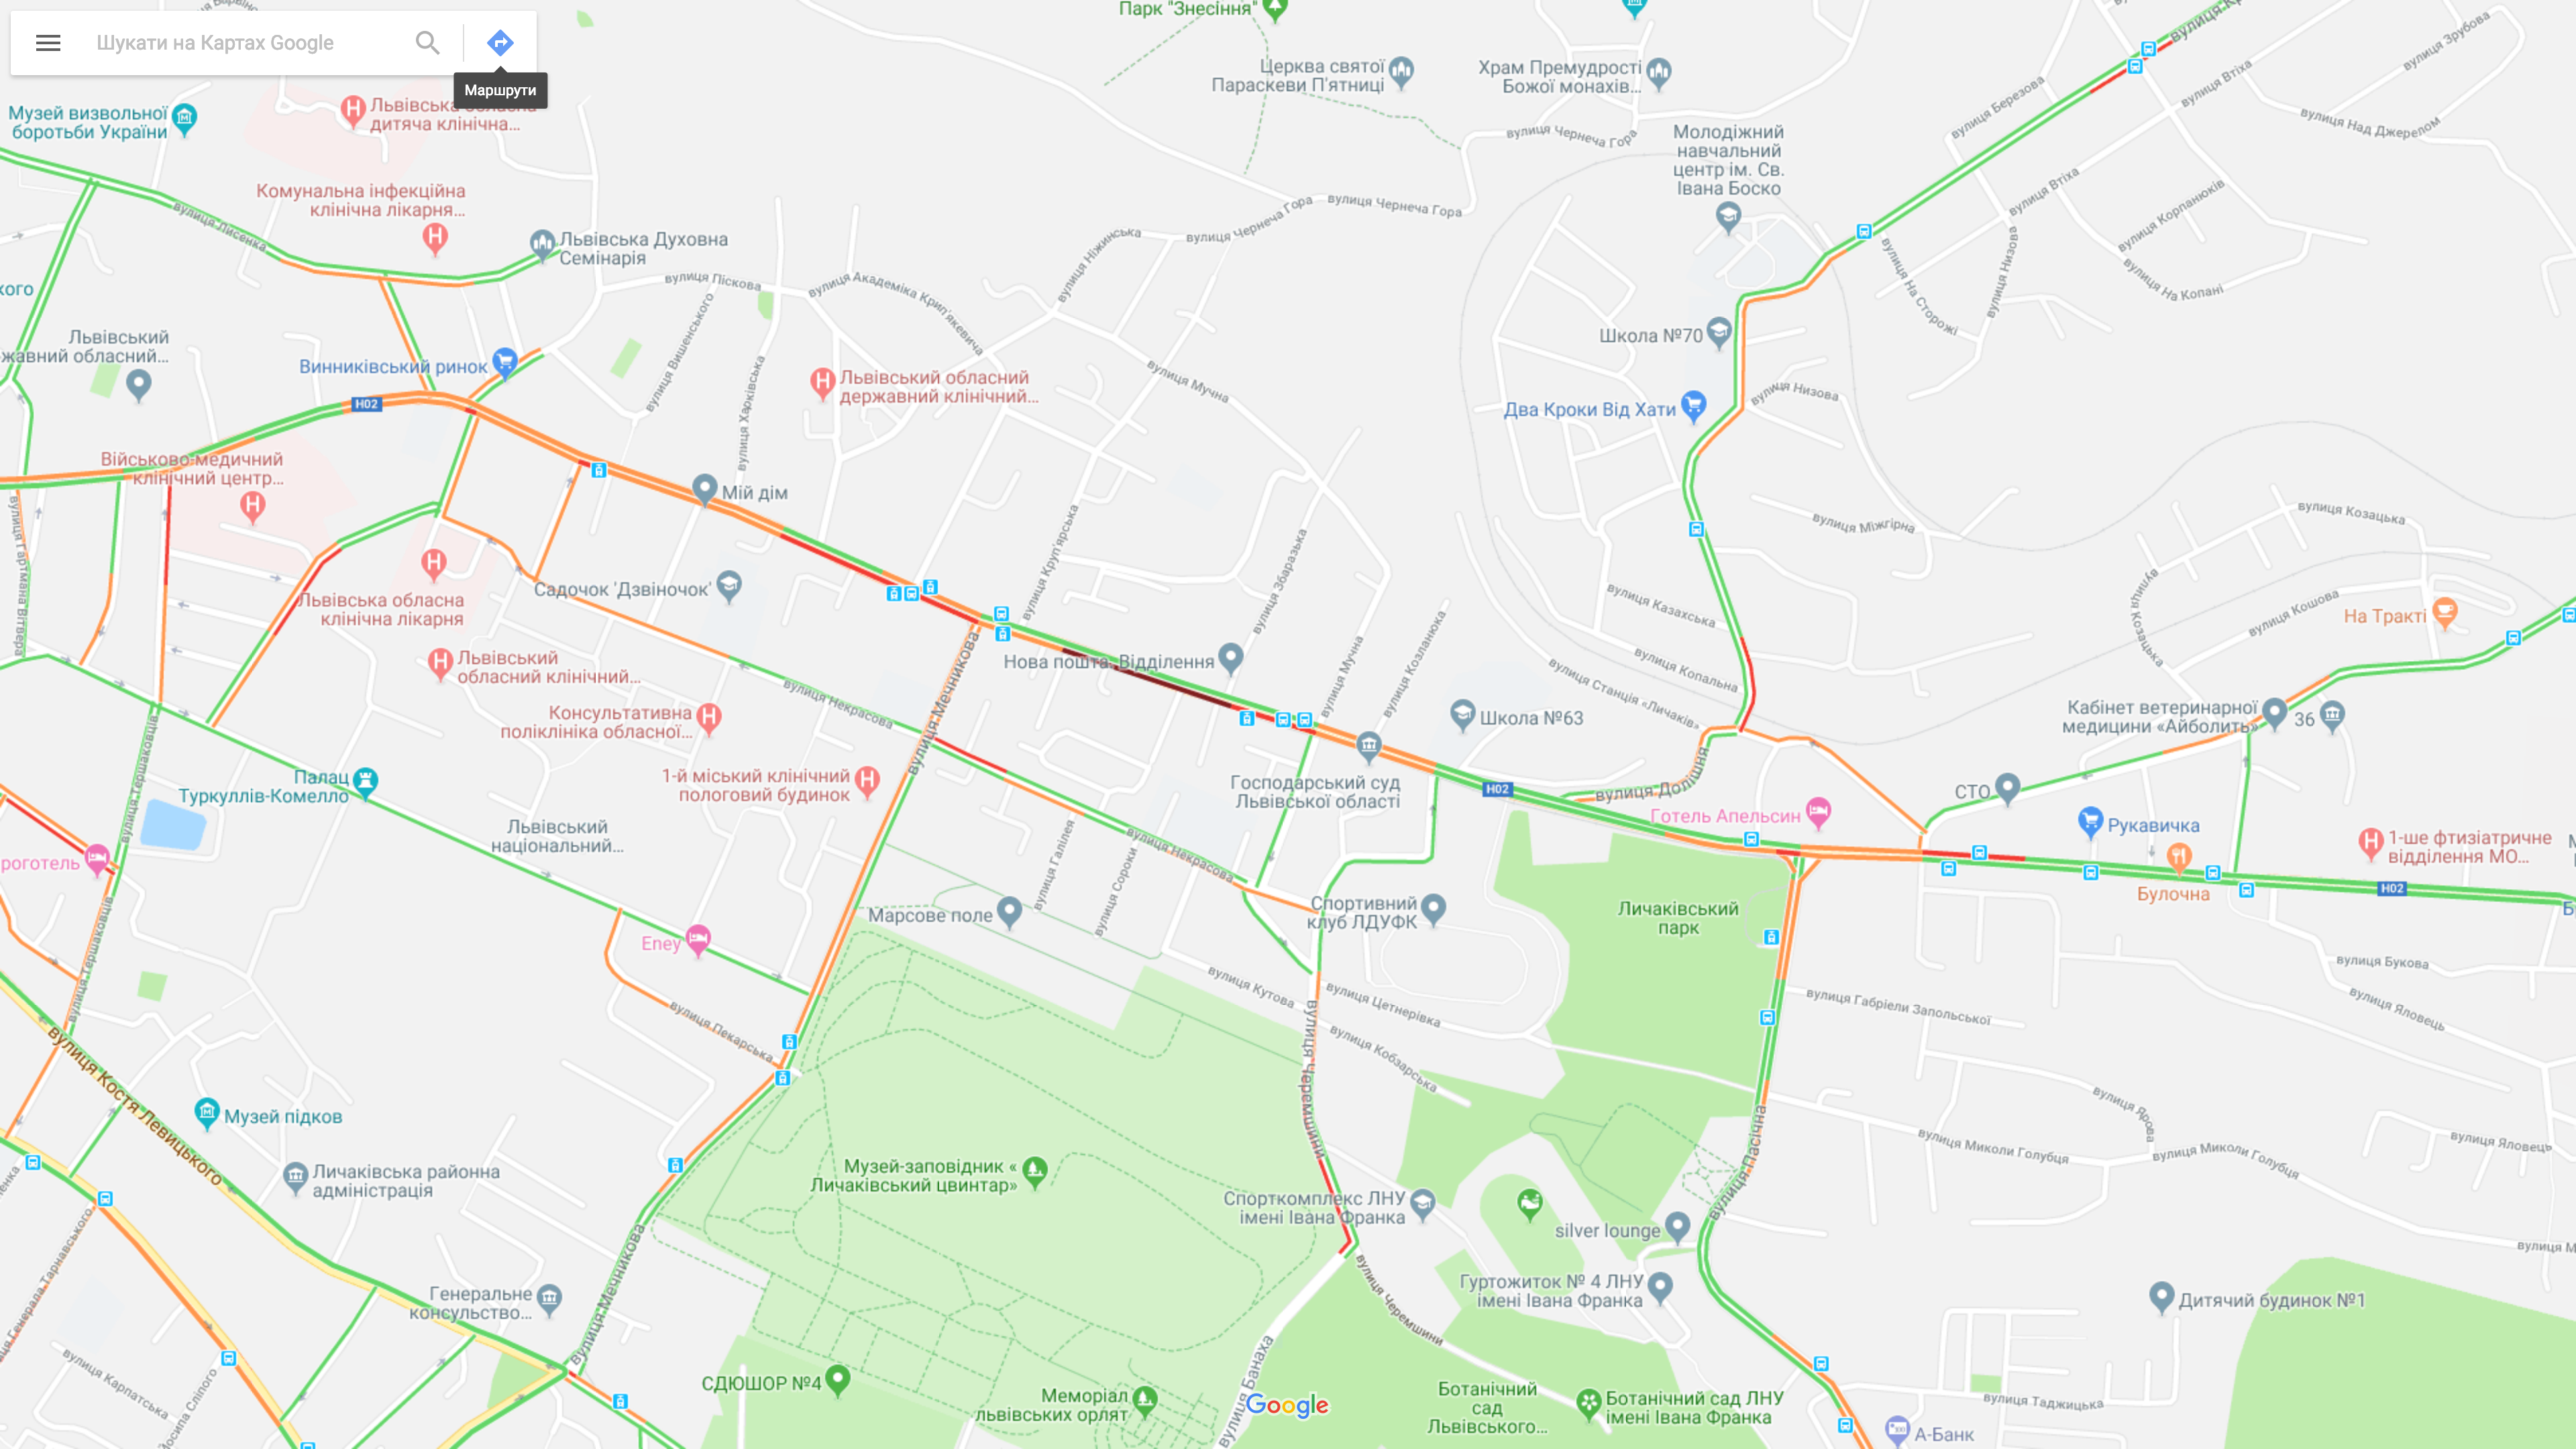 Шукати на Картах Google
Маршрути
Парк "Знесіння"
Церква святої
Параскеви П'ятниці
Храм Премудрості
Божої монахів...
вулиця Зрубова
вулиця Втіха
вулиця Березова
вулиця Над Джерелом
Музей визвольної
боротьби України
Львівська обласна
дитяча клінічна...
вулиця Чернеча Гора
Молодіжний
навчальний
центр ім. Св.
Івана Боско
Комунальна інфекційна
клінічна лікарня...
вулиця Лисенка
вулиця Чернеча Гора
вулиця Чернеча Гора
вулиця Втіха
вулиця Корпанюків
Львівська Духовна
Семінарія
вулиця Ніжинська
вулиця Низова
вулиця На Сторожі
вулиця На Копані
кого
вулиця Піскова
вулиця Академіка Крип'якевича
вулиця Вишенського
Львівський
жавний обласний...
Школа №70
Винниківський ринок
вулиця Харківська
Львівський обласний
державний клінічний...
вулиця Мучна
вулиця Низова
Два Кроки Від Хати
H02
Військово-медичний
клінічний центр...
Мій дім
вулиця Гартмана Вітвера
вулиця Круп'ярська
вулиця Збаразька
вулиця Міжгірна
вулиця Козацька
Львівська обласна
клінічна лікарня
Садочок 'Дзвіночок'
вулиця Казахська
вулиця Козацька
вулиця Кошова
На Тракті
Львівський
обласний клінічний...
вулиця Мечникова
Нова пошта. Відділення
вулиця Мучна
вулиця Козланюка
вулиця Копальна
вулиця Станція «Личаків»
вулиця Некрасова
Консультативна
поліклініка обласної...
Школа №63
Кабінет ветеринарної
медицини «Айболить»
36
вулиця Тершаковців
Палац
Туркуллів-Комелло
1-й міський клінічний
пологовий будинок
Господарський суд
Львівської області
H02
вулиця Долішня
Готель Апельсин
СТО
Рукавичка
1-ше фтизіатричне
відділення МО...
Львівський
національний...
вулиця Некрасова
роготель
вулиця Галілея
вулиця Сороки
Булочна
H02
Марсове поле
Спортивний
клуб ЛДУФК
Личаківський
парк
Eney
вулиця Тершаковців
вулиця Кутова
вулиця Цетнерівка
вулиця Габріели Запольської
вулиця Букова
вулиця Яловець
вулиця Пекарська
вулиця Кобзарська
вулиця Черемшини
вулиця Костя Левицького
Музей підков
вулиця Пасічна
вулиця Ярова
вулиця Миколи Голубця
вулиця Миколи Голубця
вулиця Яловець
Личаківська районна
адміністрація
Музей-заповідник «
Личаківський цвинтар»
Спорткомплекс ЛНУ
імені Івана Франка
silver lounge
вулиця Мечникова
вулиця Генерала Тарнавського
Генеральне
консульство...
Гуртожиток № 4 ЛНУ
імені Івана Франка
вулиця Черемшини
Дитячий будинок №1
вулиця Карпатська
Йосипа Сліпого
СДЮШОР №4
Меморіал
львівських орлят
вулиця Банаха
Google
Ботанічний
сад
Львівського...
Ботанічний сад ЛНУ
імені Івана Франка
вулиця Таджицька
А-Банк